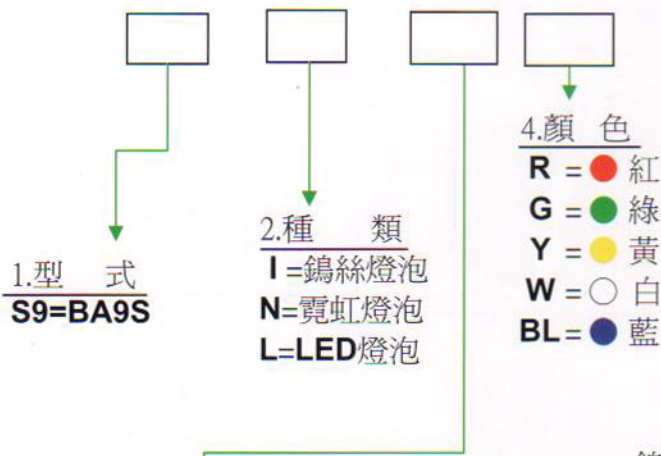 4.顏 色
R = 紅
G = 綠
Y = 黃
W = 白
BL = 藍
2.種 類
I =鎢絲燈泡
N=霓虹燈泡
L=LED燈泡
1.型 式
S9=BA9S